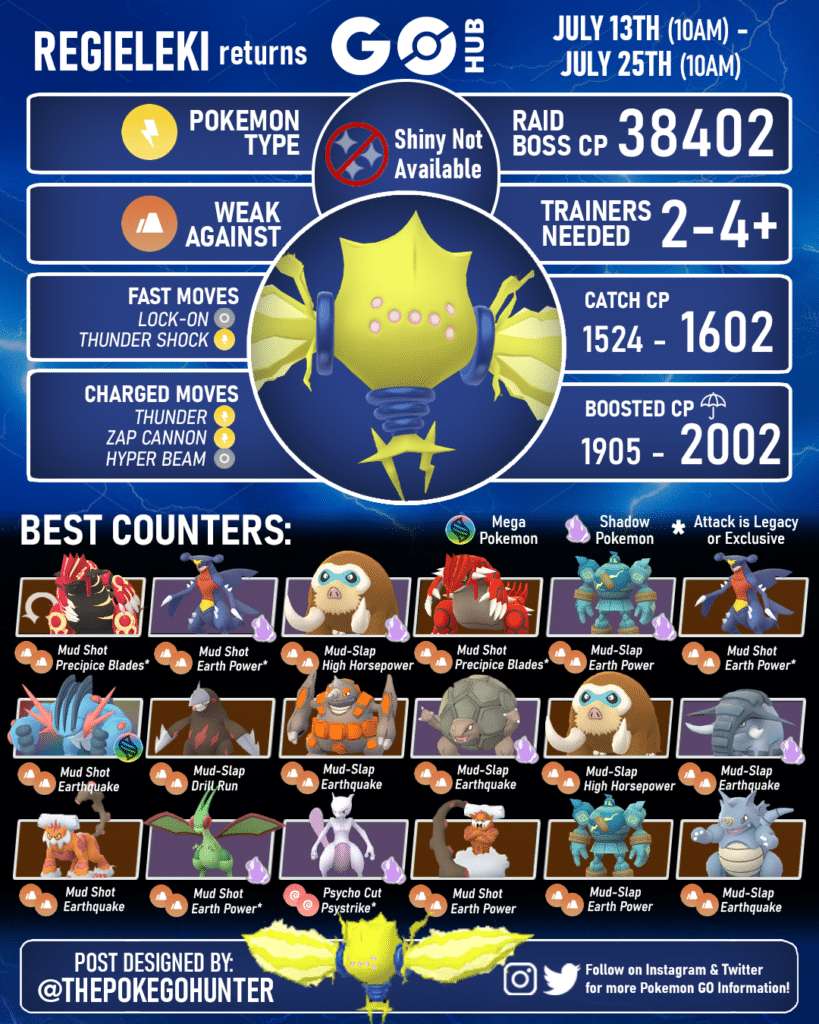 REGIELEKI returns
GO HUB
JULY 13TH (10AM) -
JULY 25TH (10AM)
POKEMON
TYPE
Shiny Not
Available
RAID
BOSS CP 38402
WEAK
AGAINST
TRAINERS
NEEDED 2-4+
FAST MOVES
LOCK-ON
THUNDER SHOCK
CATCH CP
1524 - 1602
CHARGED MOVES
THUNDER
ZAP CANNON
HYPER BEAM
BOOSTED CP
1905 - 2002
BEST COUNTERS:
Mega
Pokemon
Shadow
Pokemon
* Attack is Legacy
or Exclusive
Mud Shot
Precipice Blades*
Mud Shot
Earth Power*
Mud-Slap
High Horsepower
Mud Shot
Precipice Blades*
Mud-Slap
Earth Power
Mud Shot
Earth Power*
Mud Shot
Earthquake
Mud-Slap
Drill Run
Mud-Slap
Earthquake
Mud-Slap
Earthquake
Mud-Slap
High Horsepower
Mud-Slap
Earthquake
Mud Shot
Earthquake
Mud Shot
Earth Power*
Psycho Cut
Psystrike*
Mud Shot
Earth Power
Mud-Slap
Earth Power
Mud-Slap
Earthquake
POST DESIGNED BY:
@THEPOKEGOHUNTER
Follow on Instagram & Twitter
for more Pokemon GO Information!